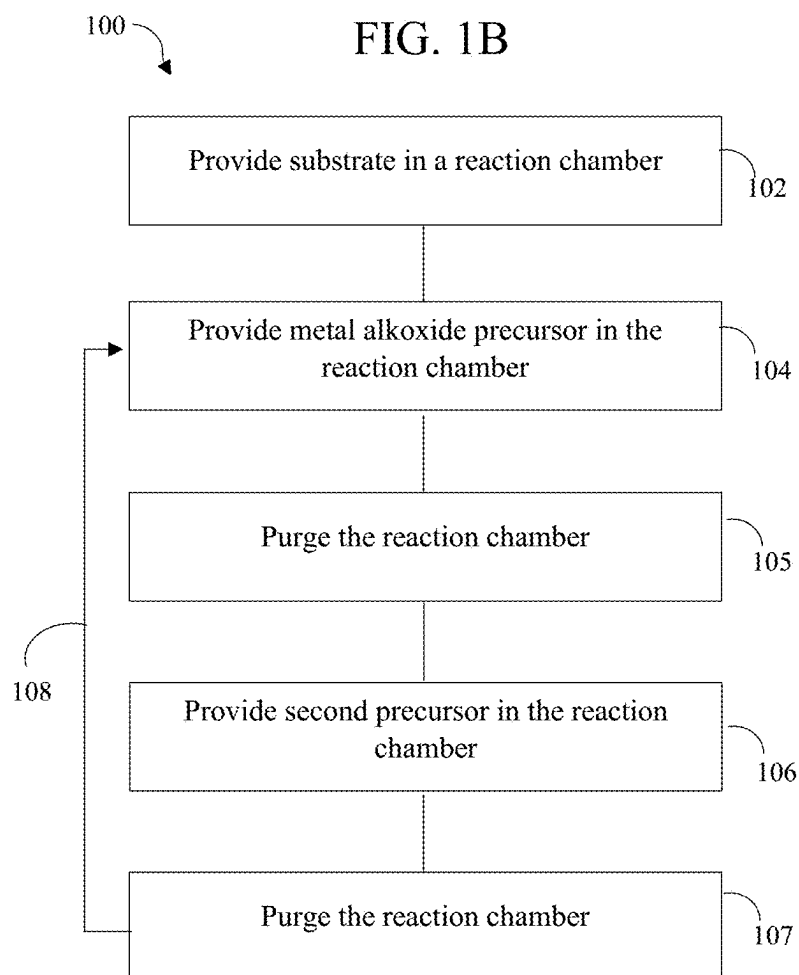 100
FIG. 1B
Provide substrate in a reaction chamber
102
Provide metal alkoxide precursor in the
reaction chamber
104
Purge the reaction chamber
105
108
Provide second precursor in the reaction
chamber
106
Purge the reaction chamber
107